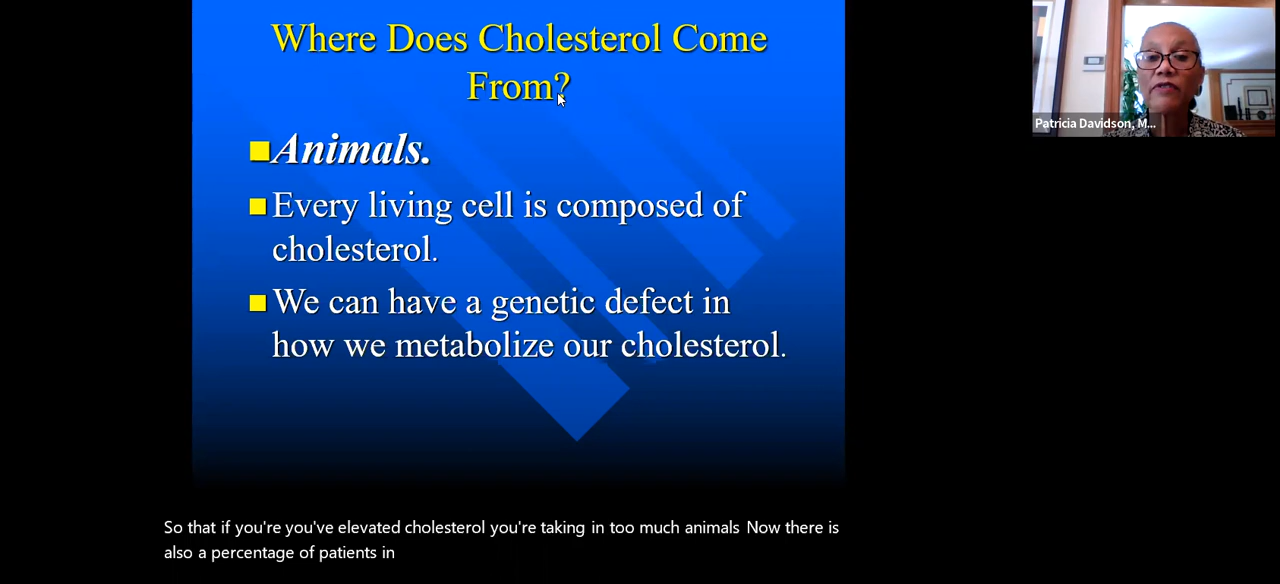 Where Does Cholesterol Come
From?
Animals.
Every living cell is composed of
cholesterol.
We can have a genetic defect in
how we metabolize our cholesterol.
Patricia Davidson, M...
So that if you're you've elevated cholesterol you're taking in too much animals Now there is
also a percentage of patients in